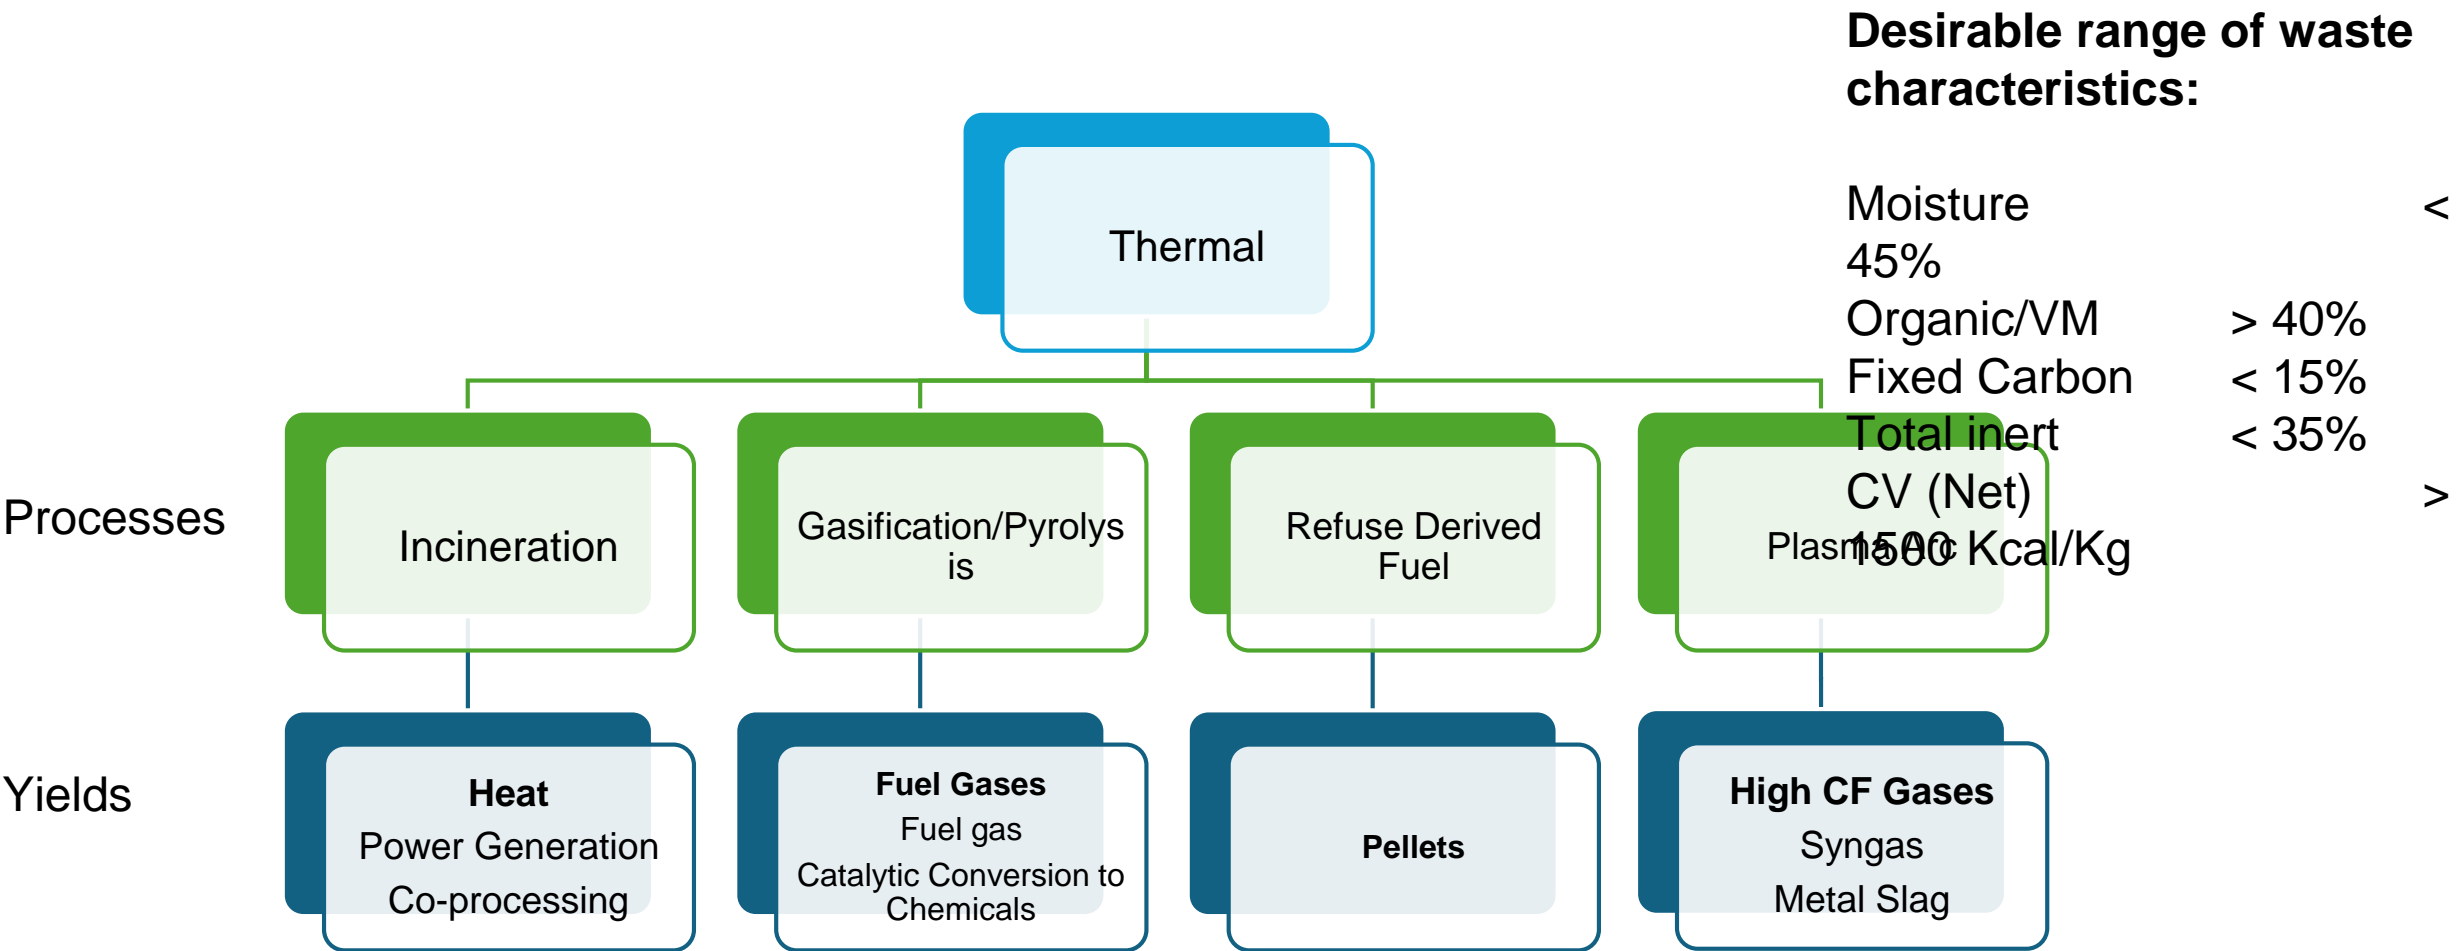 Desirable range of waste
characteristics:
Moisture <
45%
Organic/VM > 40%
Fixed Carbon < 15%
Total inert < 35%
CV (Net) >
1500 Kcal/Kg
Thermal
Processes
Incineration
Gasification/Pyrolys
is
Refuse Derived
Fuel
Plasma Arc
Yields
Heat
Power Generation
Co-processing
Fuel Gases
Fuel gas
Catalytic Conversion to
Chemicals
Pellets
High CF Gases
Syngas
Metal Slag